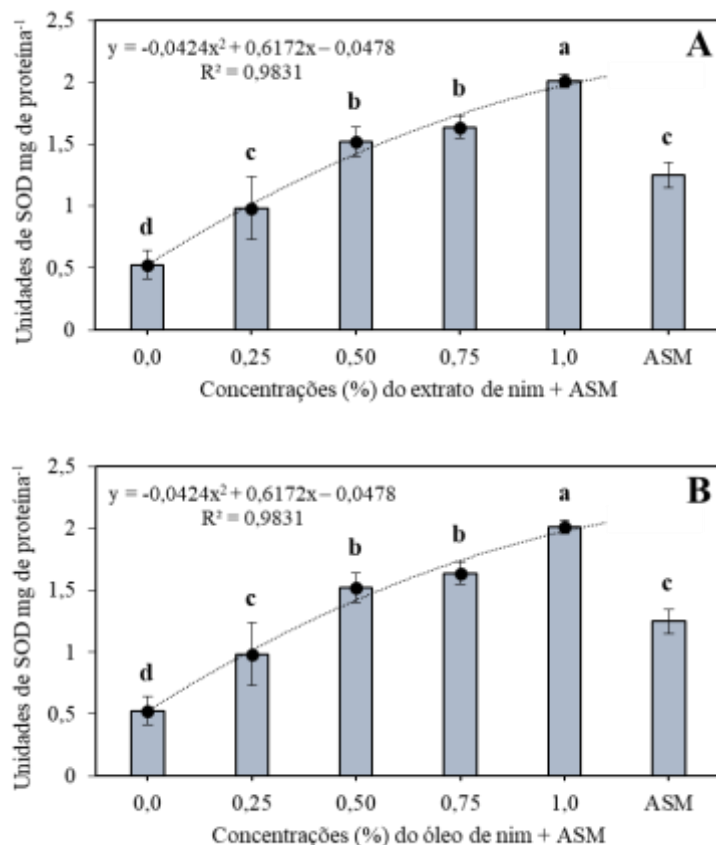 2,5
A
y = -0,0424x² + 0,6172x – 0,0478
R² = 0,9831
a
2
b
b
1,5
c
c
1
d
0,5
0
Unidades de SOD mg de proteína⁻¹
0,0 0,25 0,50 0,75 1,0 ASM
Concentrações (%) do extrato de nim + ASM
2,5
B
y = -0,0424x² + 0,6172x – 0,0478
R² = 0,9831
a
2
b
b
1,5
c
c
1
d
0,5
0
Unidades de SOD mg de proteína⁻¹
0,0 0,25 0,50 0,75 1,0 ASM
Concentrações (%) do óleo de nim + ASM